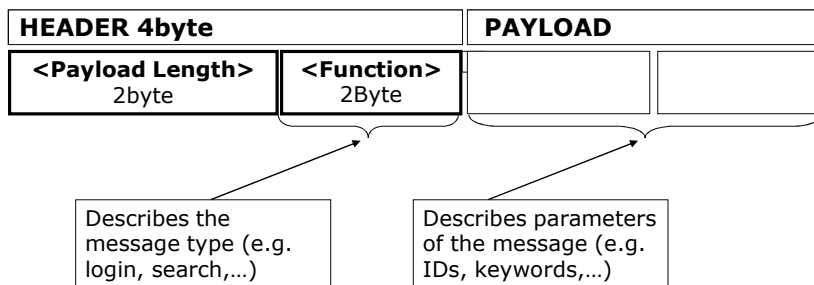 HEADER 4byte
PAYLOAD
<Payload Length>
2byte
<Function>
2Byte
Describes the
message type (e.g.
login, search,…)
Describes parameters
of the message (e.g.
IDs, keywords,…)